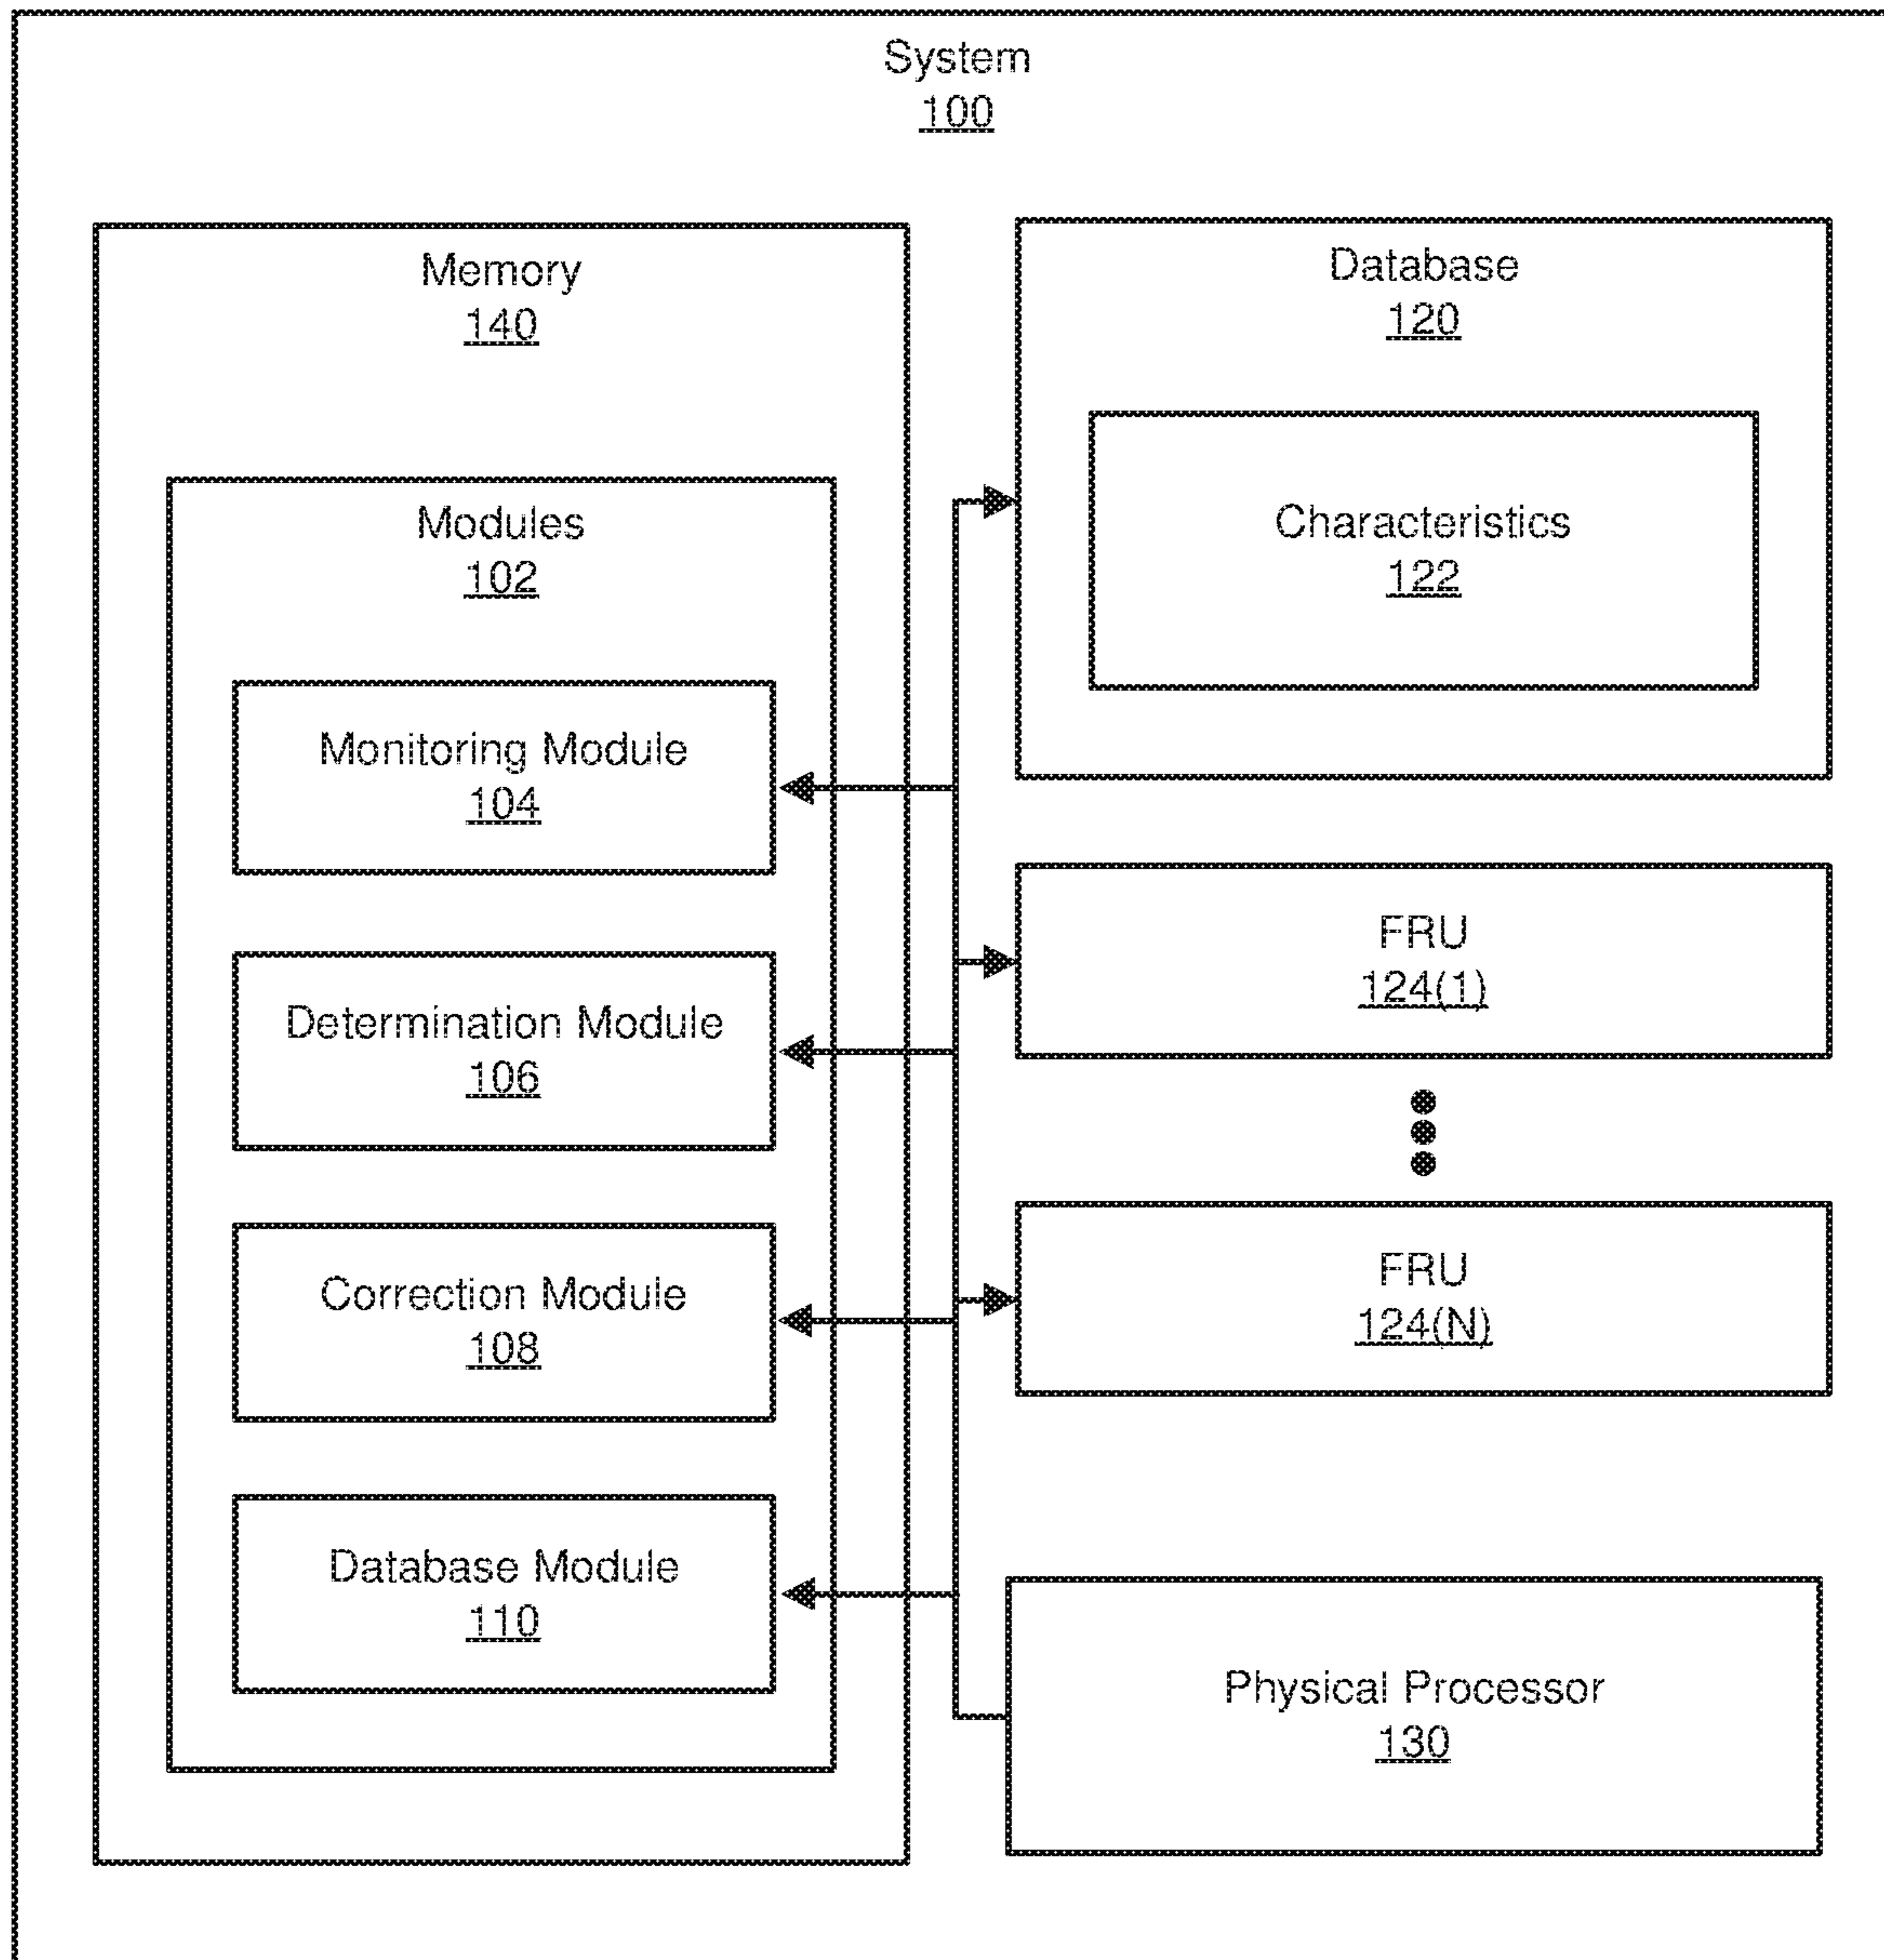 System
100
Memory
140
Modules
102
Monitoring Module
104
Determination Module
106
Correction Module
108
Database Module
110
Database
120
Characteristics
122
FRU
124(1)
FRU
124(N)
Physical Processor
130